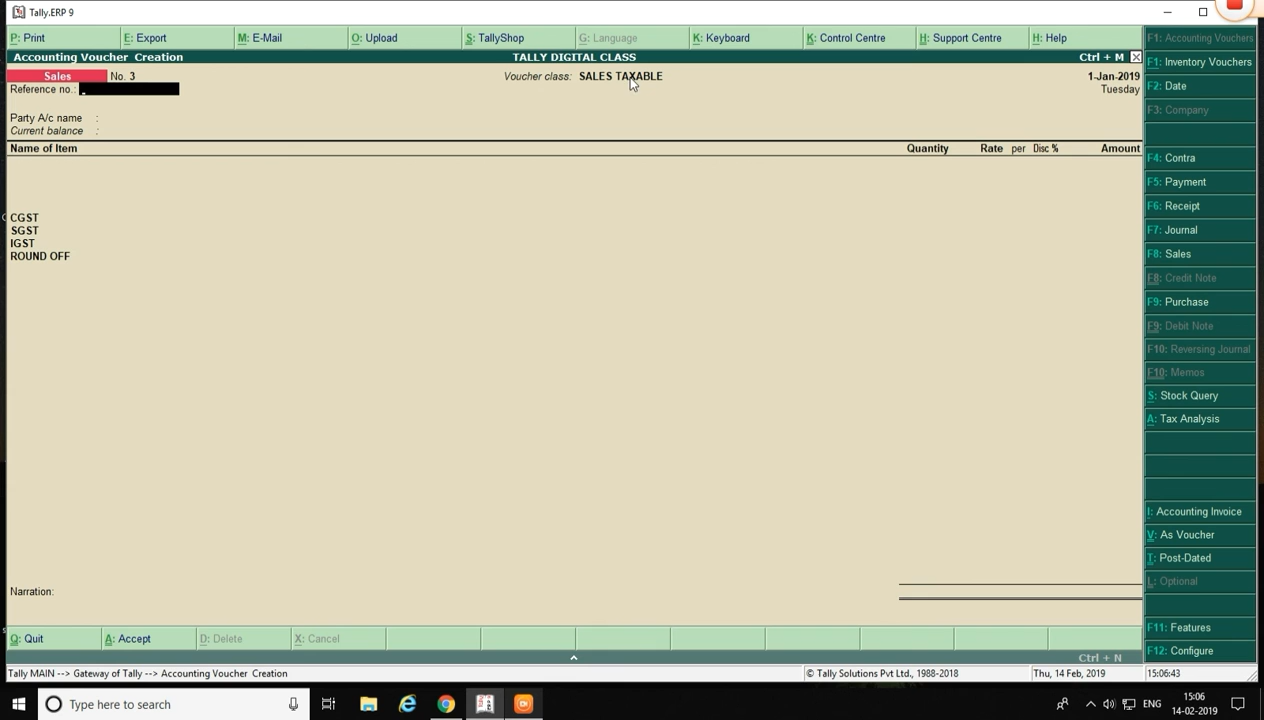 Tally.ERP 9
P: Print E: Export M: E-Mail O: Upload S: TallyShop G: Language K: Keyboard K: Control Centre H: Support Centre H: Help
Accounting Voucher Creation TALLY DIGITAL CLASS Ctrl + M
Sales No. 3 Voucher class: SALES TAXABLE 1-Jan-2019
Reference no.: Tuesday
Party A/c name :
Current balance :
Name of Item Quantity Rate per Disc % Amount
CGST
SGST
IGST
ROUND OFF
Narration:
F1: Accounting Vouchers
F1: Inventory Vouchers
F2: Date
F3: Company
F4: Contra
F5: Payment
F6: Receipt
F7: Journal
F8: Sales
F8: Credit Note
F9: Purchase
F9: Debit Note
F10: Reversing Journal
F10: Memos
S: Stock Query
A: Tax Analysis
I: Accounting Invoice
V: As Voucher
T: Post-Dated
L: Optional
F11: Features
F12: Configure
Q: Quit A: Accept D: Delete X: Cancel
Ctrl + N
Tally MAIN --> Gateway of Tally --> Accounting Voucher Creation © Tally Solutions Pvt Ltd., 1988-2018 Thu, 14 Feb, 2019 15:06:43
Type here to search ENG 15:06
14-02-2019